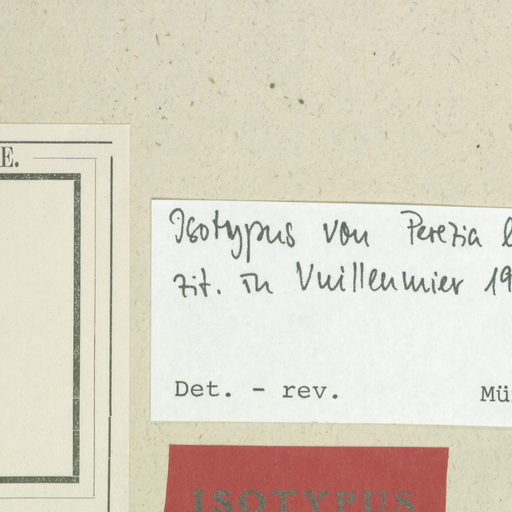 E.
Isotypus von Perezia
zit. in Vuillenmier 19
Det. - rev.
Mü
ISOTYPUS